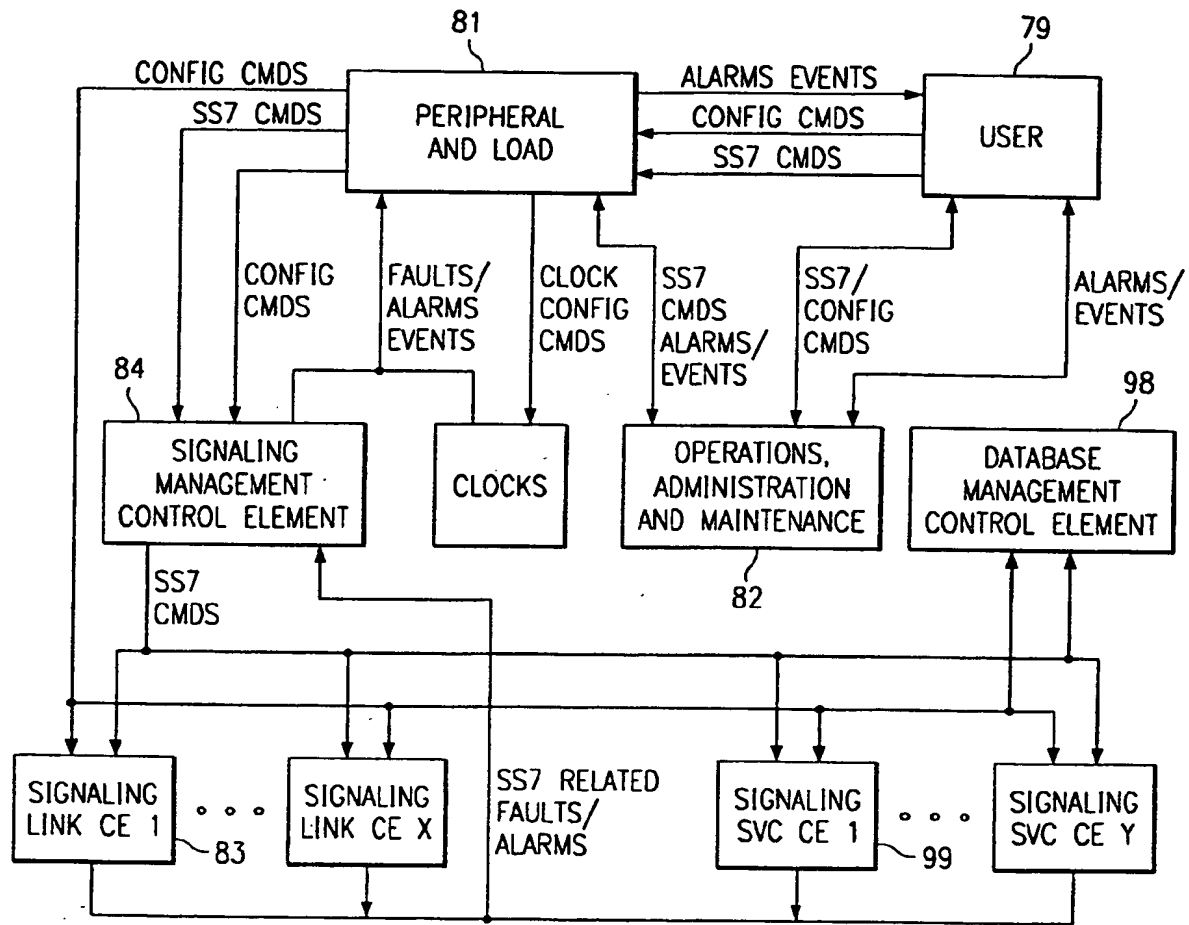 81
79
CONFIG CMDS
SS7 CMDS
PERIPHERAL
AND LOAD
ALARMS EVENTS
CONFIG CMDS
SS7 CMDS
USER
CONFIG
CMDS
FAULTS/
ALARMS
EVENTS
CLOCK
CONFIG
CMDS
SS7
CMDS
ALARMS/
EVENTS
SS7/
CONFIG
CMDS
ALARMS/
EVENTS
84
98
SIGNALING
MANAGEMENT
CONTROL ELEMENT
CLOCKS
OPERATIONS,
ADMINISTRATION
AND MAINTENANCE
DATABASE
MANAGEMENT
CONTROL ELEMENT
82
SS7
CMDS
SIGNALING
LINK CE 1
83
SIGNALING
LINK CE X
SS7 RELATED
FAULTS/
ALARMS
SIGNALING
SVC CE 1
99
SIGNALING
SVC CE Y